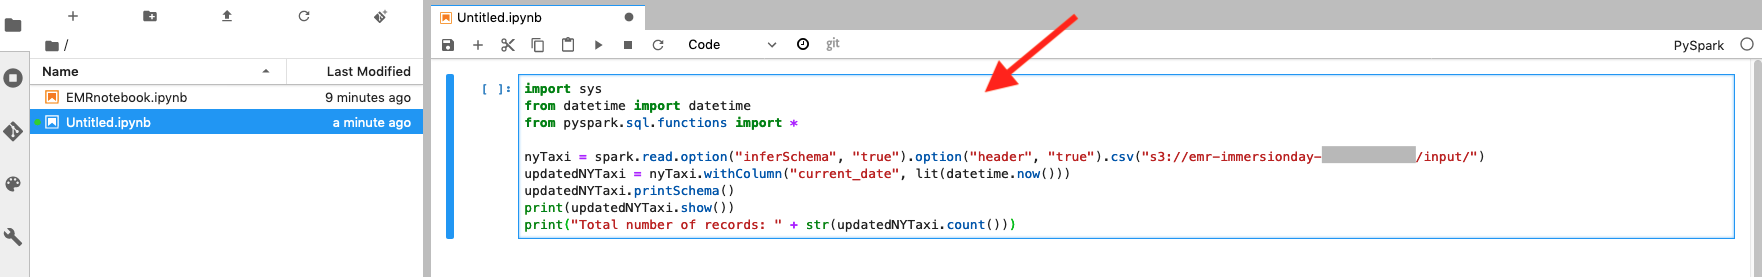 /
Name Last Modified
EMRnotebook.ipynb 9 minutes ago
Untitled.ipynb a minute ago
Untitled.ipynb
Code git PySpark
[ ]:
import sys
from datetime import datetime
from pyspark.sql.functions import *
nyTaxi = spark.read.option("inferSchema", "true").option("header", "true").csv("s3://emr-immersionday- /input/")
updatedNYTaxi = nyTaxi.withColumn("current_date", lit(datetime.now()))
updatedNYTaxi.printSchema()
print(updatedNYTaxi.show())
print("Total number of records: " + str(updatedNYTaxi.count()))